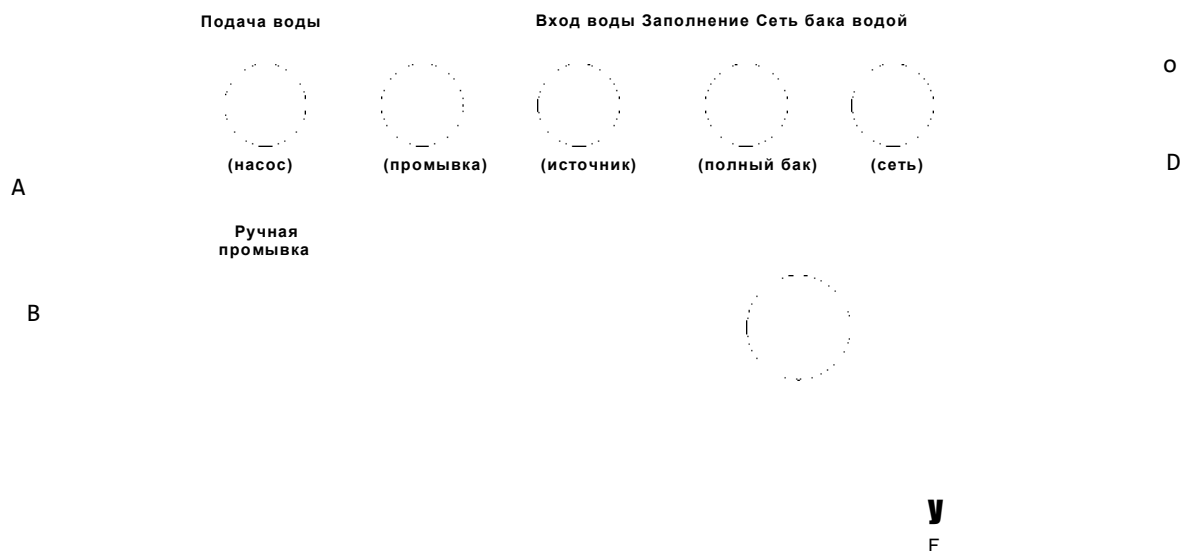 Подача воды
Вход воды Заполнение Сеть бака водой
o
(насос)
(промывка)
(источник)
(полный бак)
(сеть)
D
A
Ручная
промывка
B
у
F